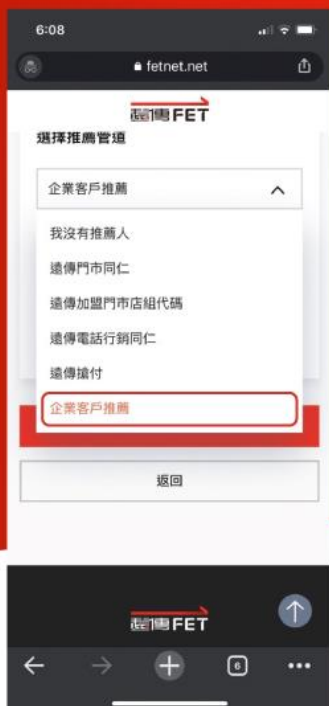 6:08
fetnet.net
遠傳FET
選擇推薦管道
企業客戶推薦
我沒有推薦人
遠傳門市同仁
遠傳加盟門市店組代碼
遠傳電話行銷同仁
遠傳搶付
企業客戶推薦
返回
遠傳FET
6